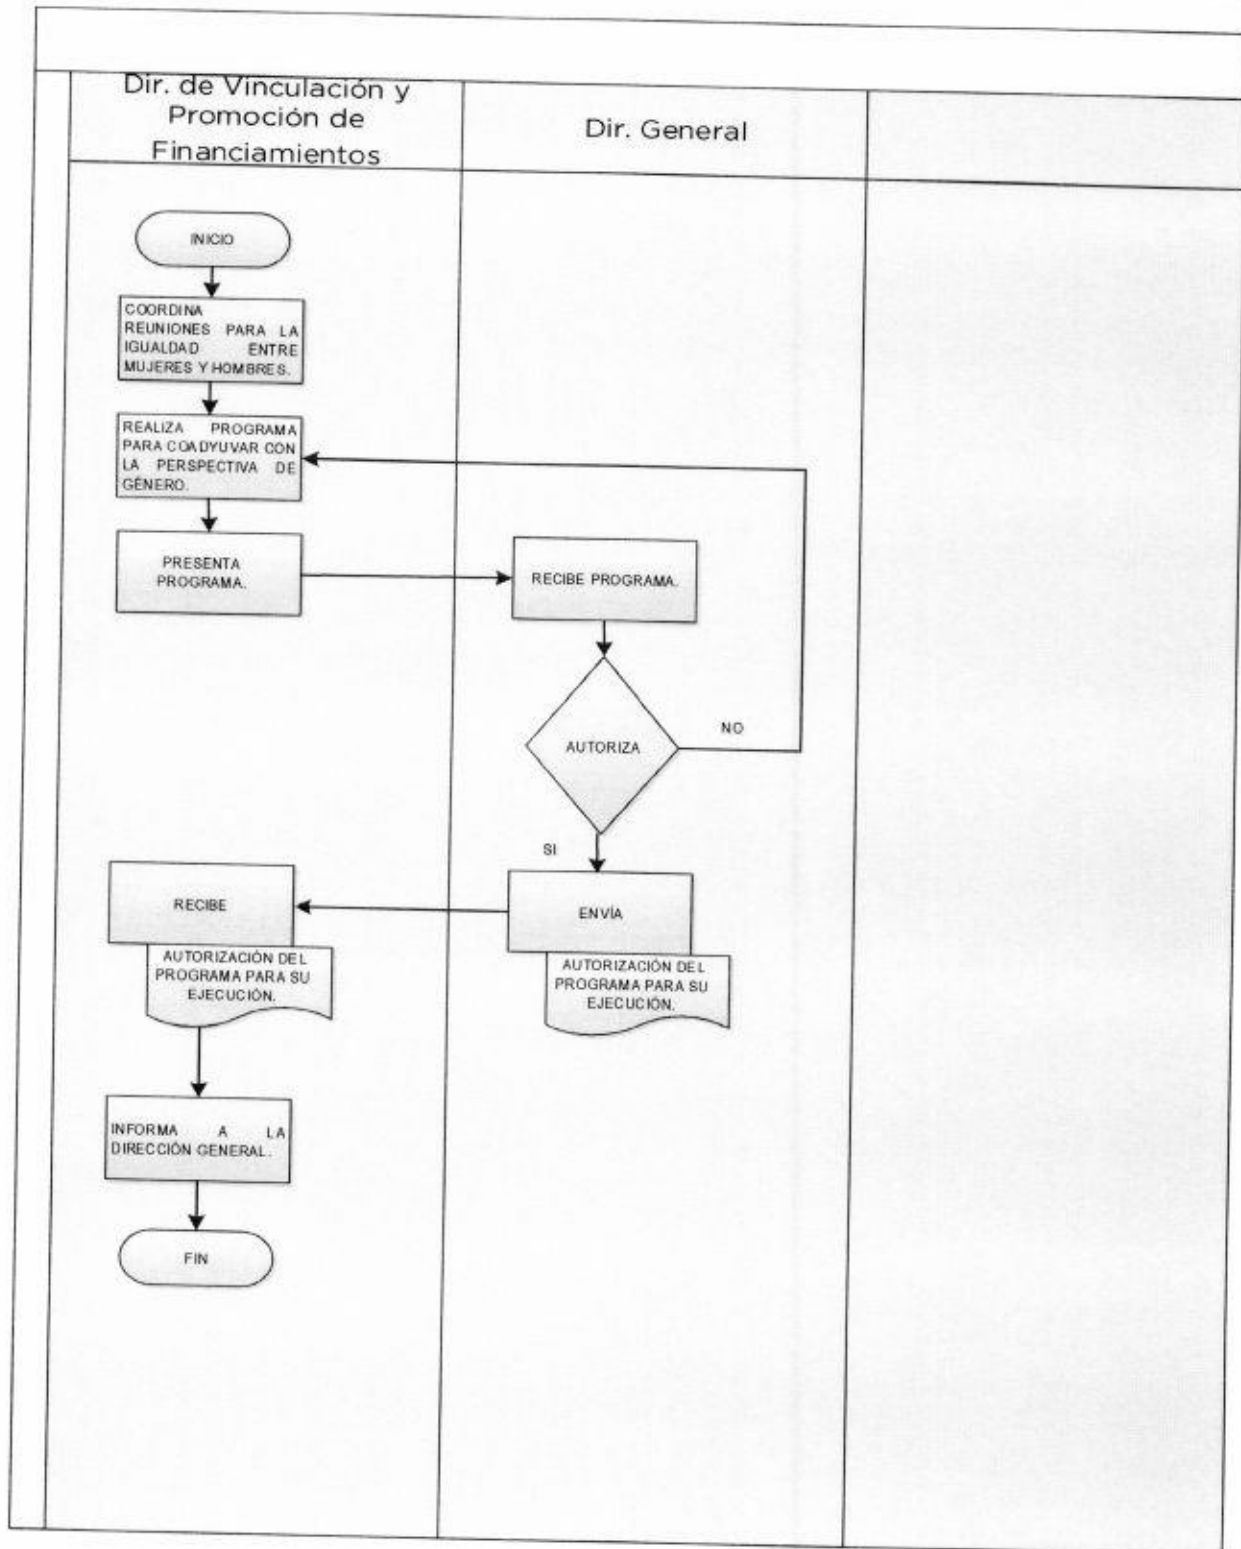 Dir. de Vinculación y
Promoción de
Financiamientos
Dir. General
INICIO
COORDINA
REUNIONES PARA LA
IGUALDAD ENTRE
MUJERES Y HOMBRES.
REALIZA PROGRAMA
PARA COADYUVAR CON
LA PERSPECTIVA DE
GÉNERO.
PRESENTA
PROGRAMA.
RECIBE PROGRAMA.
AUTORIZA
NO
SI
ENVÍA
AUTORIZACIÓN DEL
PROGRAMA PARA SU
EJECUCIÓN.
RECIBE
AUTORIZACIÓN DEL
PROGRAMA PARA SU
EJECUCIÓN.
INFORMA A LA
DIRECCIÓN GENERAL.
FIN